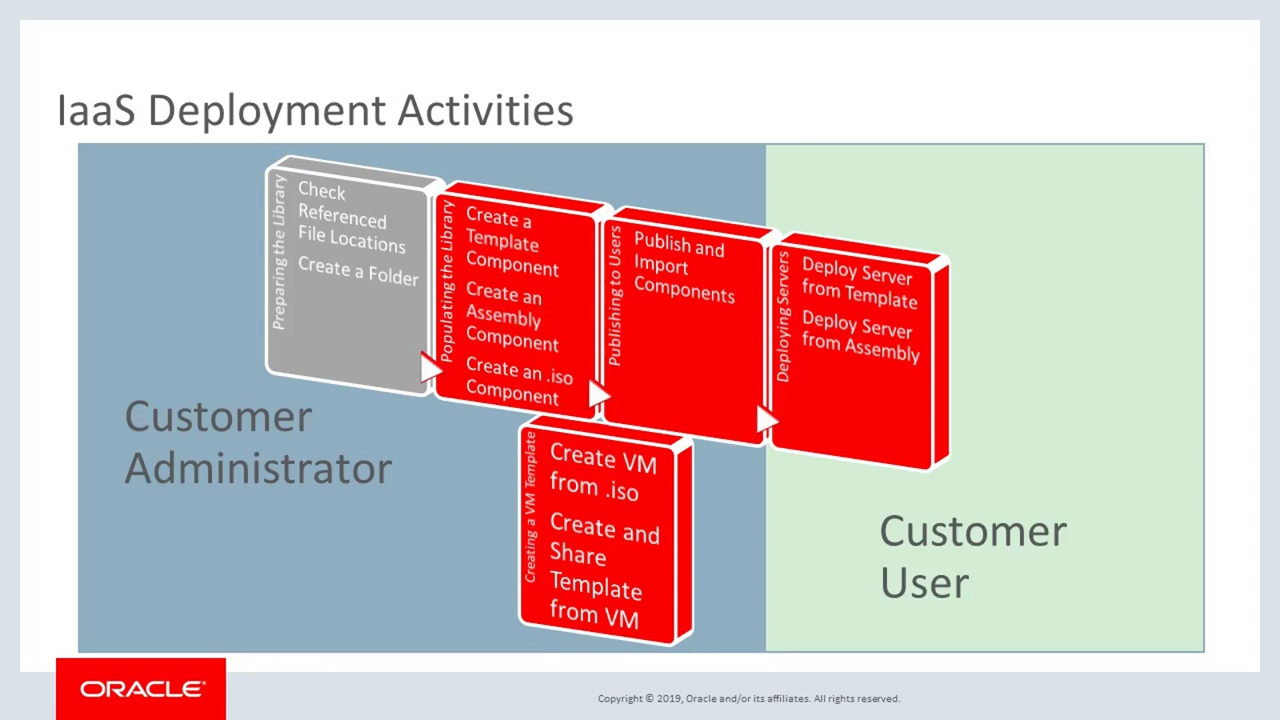 IaaS Deployment Activities
Preparing the Library
Check
Referenced
File Locations
Create a Folder
Populating the Library
Create a
Template
Component
Create an
Assembly
Component
Create an .iso
Component
Publishing to Users
Publish and
Import
Components
Deploying Servers
Deploy Server
from Template
Deploy Server
from Assembly
Customer
Administrator
Creating a VM Template
Create VM
from .iso
Create and
Share
Template
from VM
Customer
User
ORACLE®
Copyright © 2019, Oracle and/or its affiliates. All rights reserved.